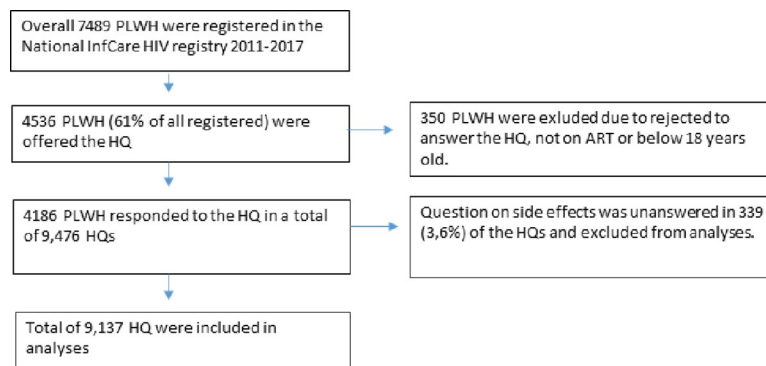 Overall 7489 PLWH were registered in the
National InfCare HIV registry 2011-2017
4536 PLWH (61% of all registered) were
offered the HQ
350 PLWH were exluded due to rejected to
answer the HQ, not on ART or below 18 years
old.
4186 PLWH responded to the HQ in a total
of 9,476 HQs
Question on side effects was unanswered in 339
(3,6%) of the HQs and excluded from analyses.
Total of 9,137 HQ were included in
analyses